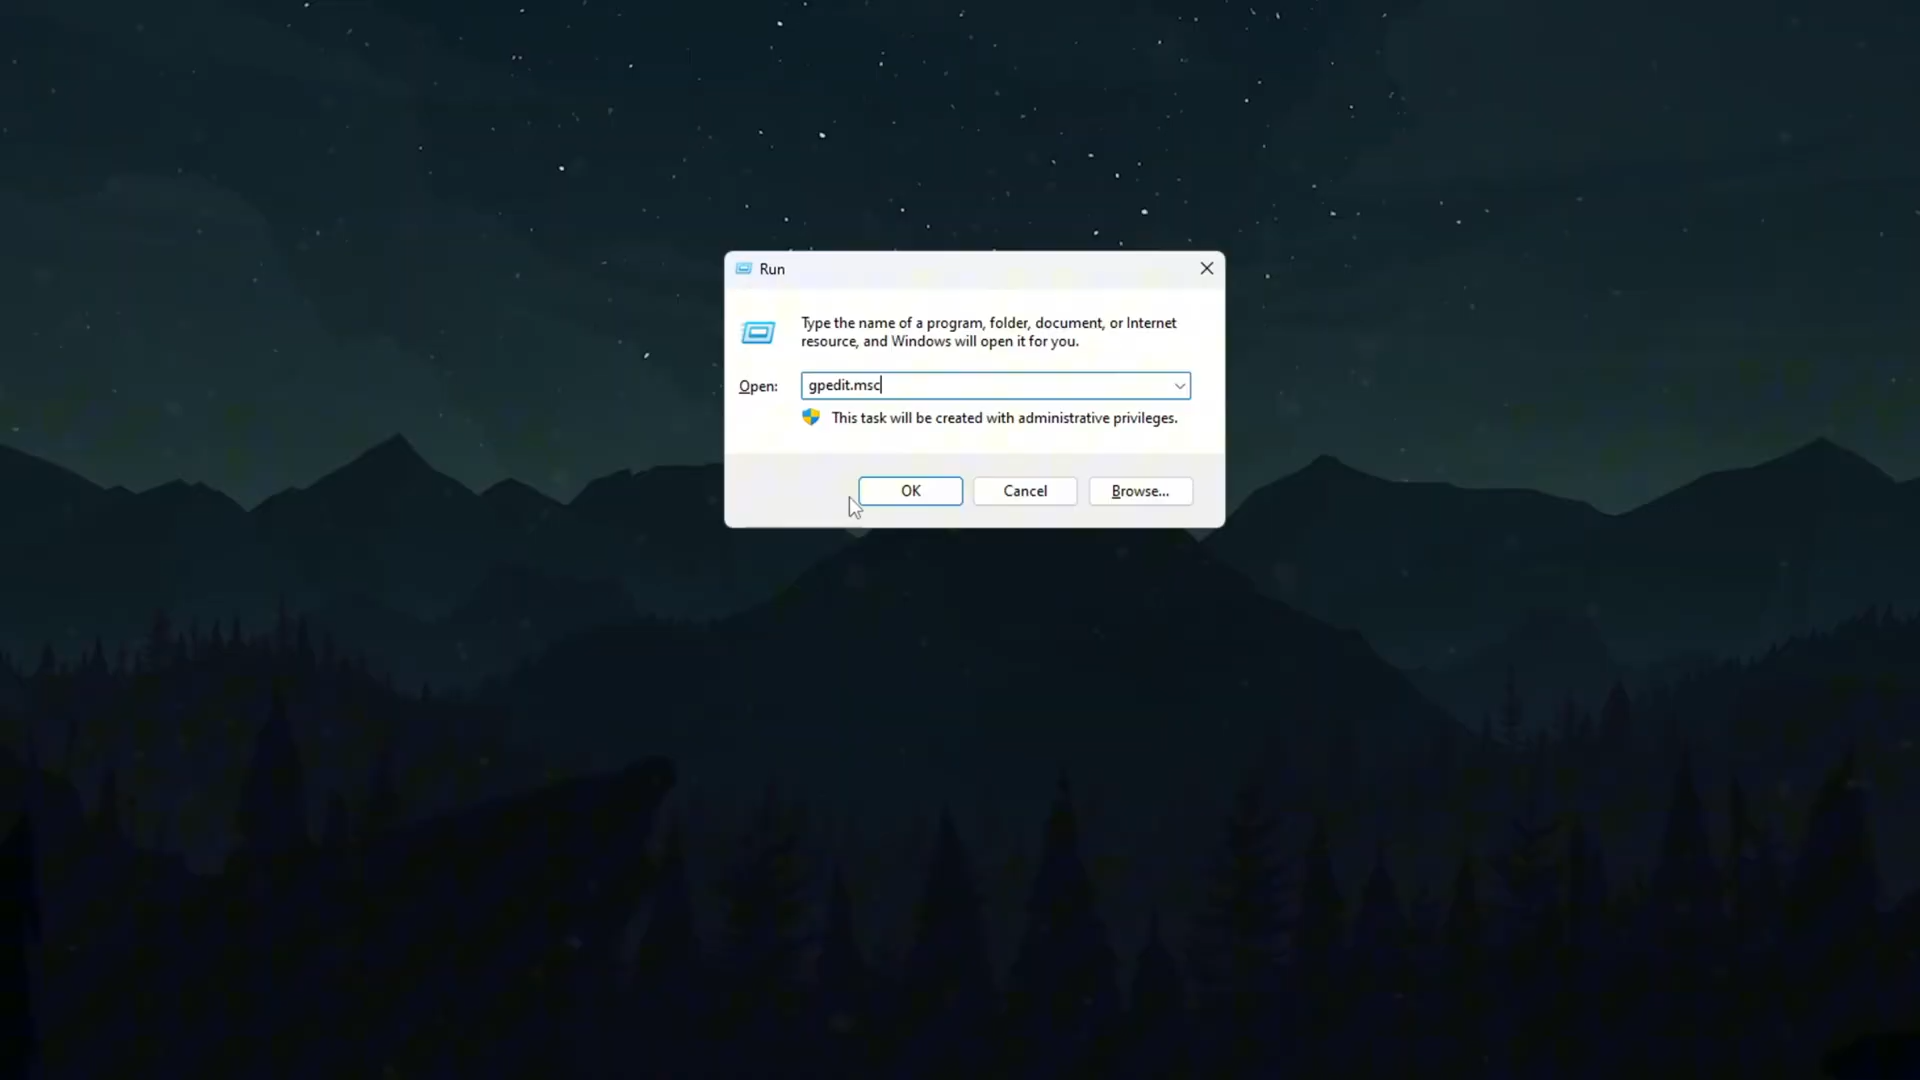 Run
Type the name of a program, folder, document, or Internet
resource, and Windows will open it for you.
Open: gpedit.msc
This task will be created with administrative privileges.
OK Cancel Browse...